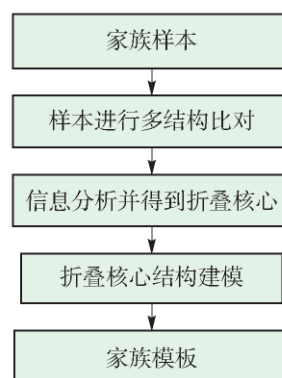 家族样本
样本进行多结构比对
信息分析并得到折叠核心
折叠核心结构建模
家族模板